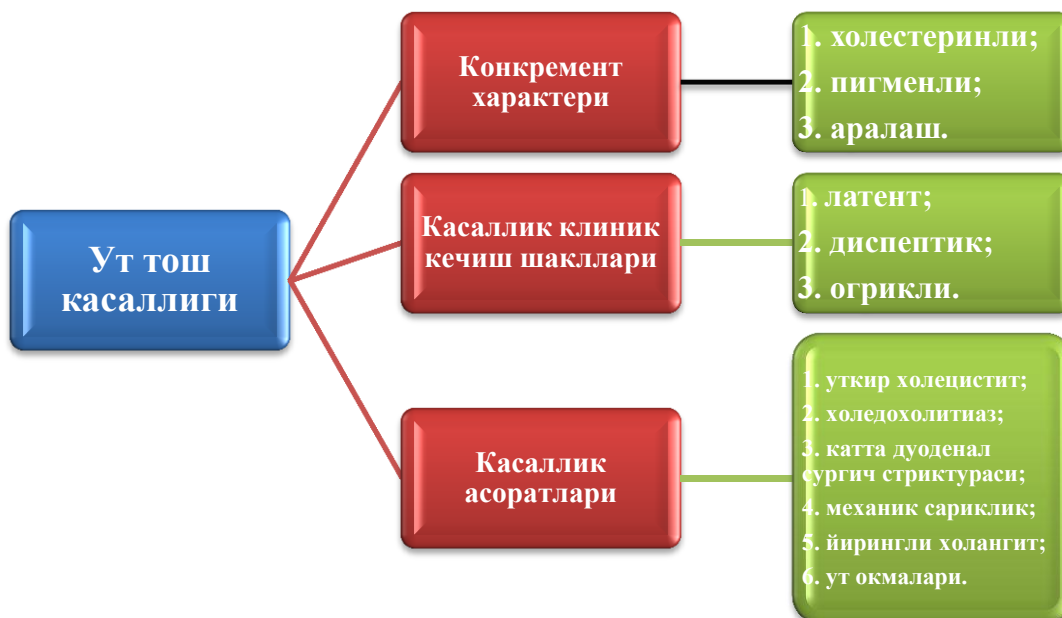 Ут тош
касаллиги
Конкремент
характери
1. холестеринли;
2. пигменли;
3. аралаш.
Касаллик клиник
кечиш шакллари
1. латент;
2. диспептик;
3. огрикли.
Касаллик
асоратлари
1. уткир холецистит;
2. холедохолитиаз;
3. катта дуоденал
сургич стриктураси;
4. механик сариклик;
5. йирингли холангит;
6. ут окмалари.